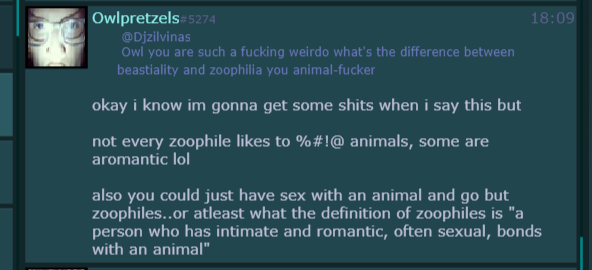 Owlpretzels#5274 18:09
@Djzilvinas
Owl you are such a fucking weirdo what's the difference between
beastiality and zoophilia you animal-fucker
okay i know im gonna get some shits when i say this but
not every zoophile likes to %#!@ animals, some are
aromantic lol
also you could just have sex with an animal and go but
zoophiles..or atleast what the definition of zoophiles is "a
person who has intimate and romantic, often sexual, bonds
with an animal"